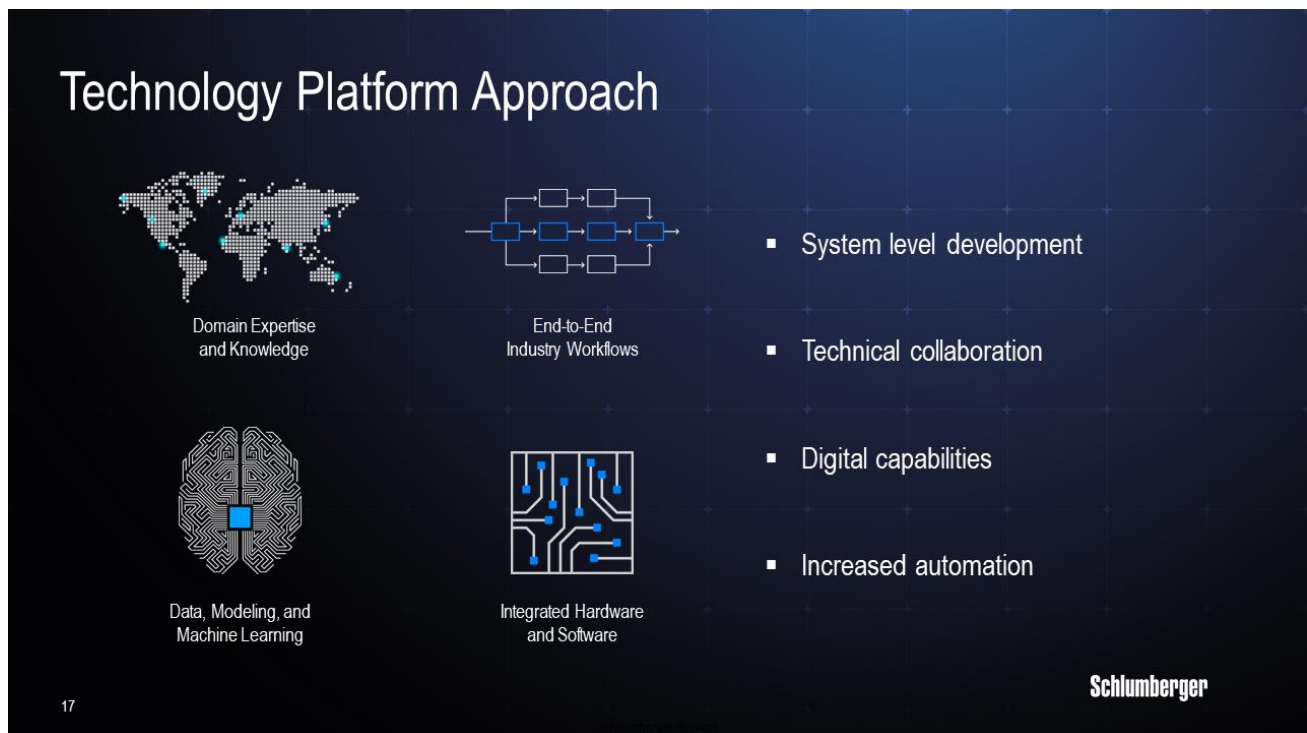 Technology Platform Approach
Domain Expertise
and Knowledge
End-to-End
Industry Workflows
Data, Modeling, and
Machine Learning
Integrated Hardware
and Software
▪ System level development
▪ Technical collaboration
▪ Digital capabilities
▪ Increased automation
Schlumberger
17